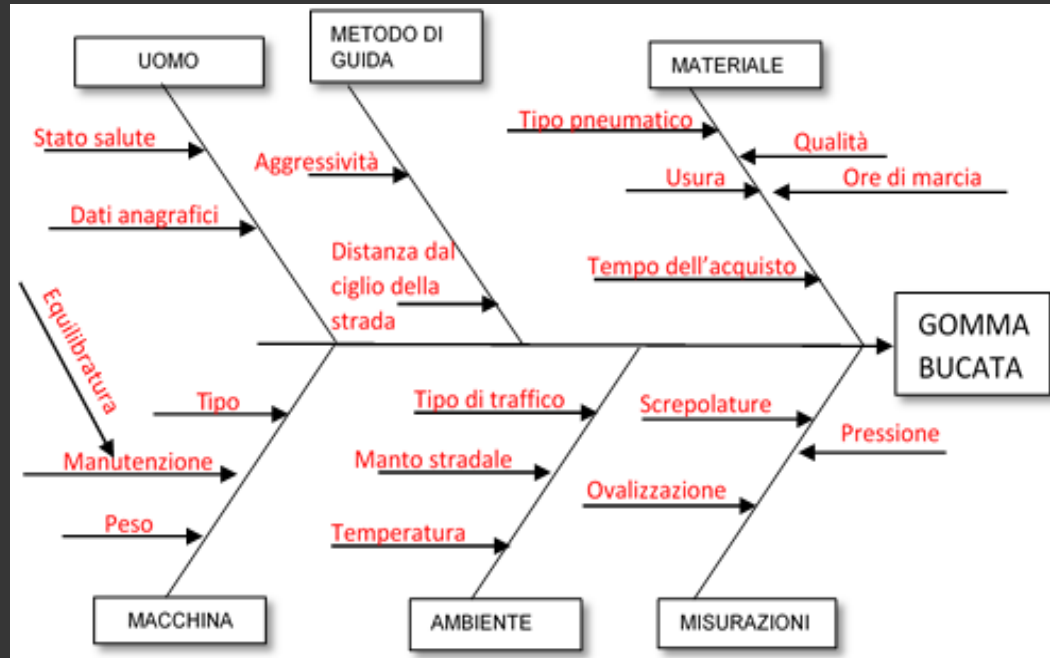 UOMO
METODO DI
GUIDA
MATERIALE
Stato salute
Dati anagrafici
Aggressività
Distanza dal
ciglio della
strada
Tipo pneumatico
Qualità
Usura
Ore di marcia
Tempo dell'acquisto
GOMMA
BUCATA
Equilibratura
Tipo
Manutenzione
Peso
Tipo di traffico
Manto stradale
Temperatura
Screpolature
Pressione
Ovalizzazione
MACCHINA
AMBIENTE
MISURAZIONI